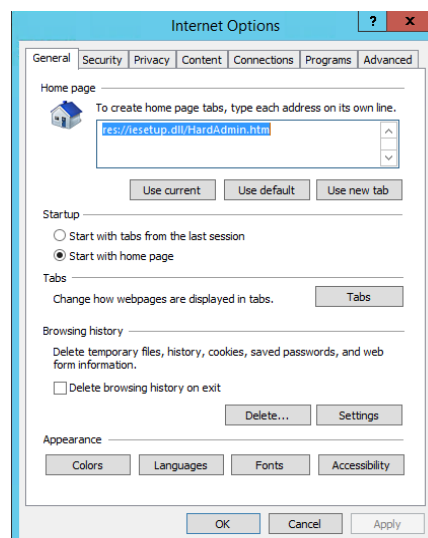 Internet Options
? x
General Security Privacy Content Connections Programs Advanced
Home page
To create home page tabs, type each address on its own line.
res://iesetup.dll/HardAdmin.htm
Use current Use default Use new tab
Startup
Start with tabs from the last session
Start with home page
Tabs
Change how webpages are displayed in tabs. Tabs
Browsing history
Delete temporary files, history, cookies, saved passwords, and web
form information.
Delete browsing history on exit
Delete... Settings
Appearance
Colors Languages Fonts Accessibility
OK Cancel Apply